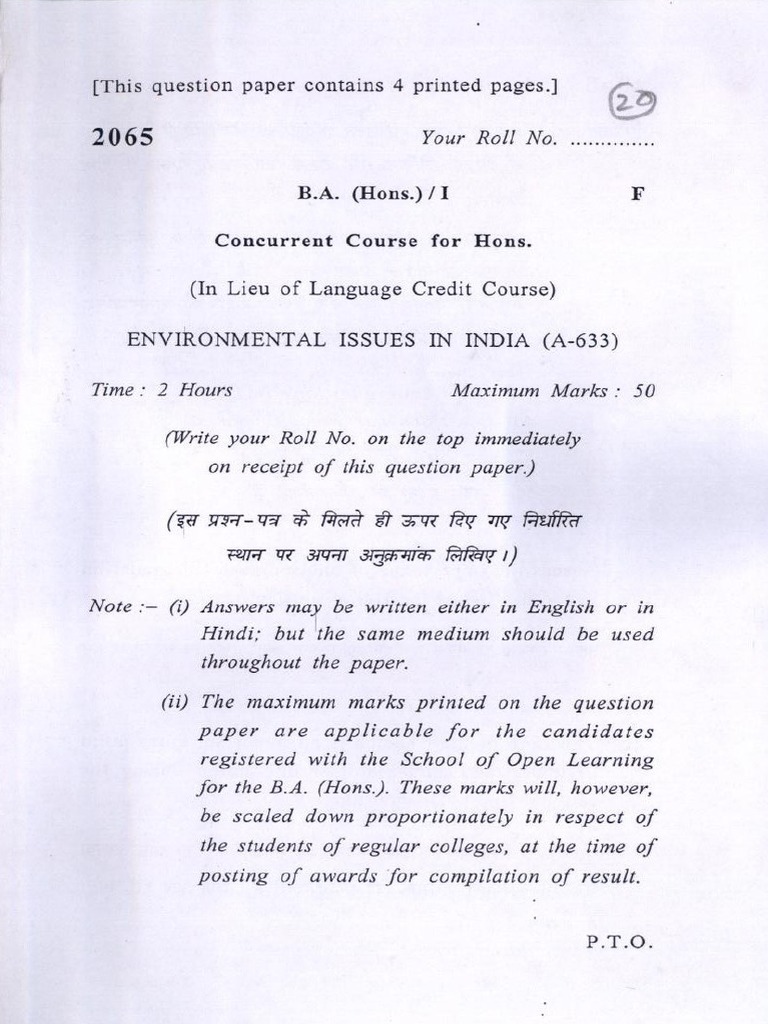 [This question paper contains 4 printed pages.]
20
2065 Your Roll No. ..............
B.A. (Hons.) / I F
Concurrent Course for Hons.
(In Lieu of Language Credit Course)
ENVIRONMENTAL ISSUES IN INDIA (A-633)
Time : 2 Hours Maximum Marks : 50
(Write your Roll No. on the top immediately
on receipt of this question paper.)
(इस प्रश्न-पत्र के मिलते ही ऊपर दिए गए निर्धारित
स्थान पर अपना अनुक्रमांक लिखिए।)
Note :– (i) Answers may be written either in English or in
Hindi; but the same medium should be used
throughout the paper.
(ii) The maximum marks printed on the question
paper are applicable for the candidates
registered with the School of Open Learning
for the B.A. (Hons.). These marks will, however,
be scaled down proportionately in respect of
the students of regular colleges, at the time of
posting of awards for compilation of result.
P.T.O.